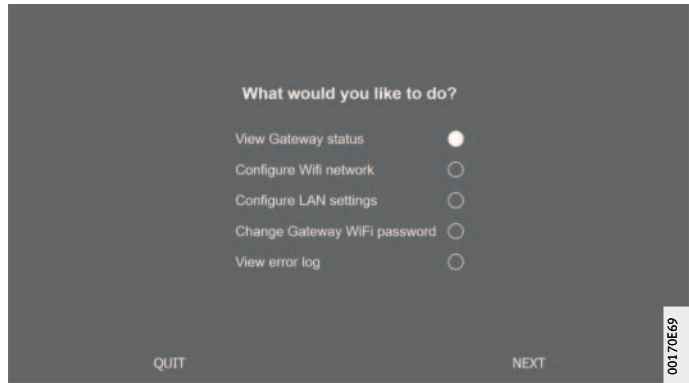 What would you like to do?
View Gateway status
Configure Wifi network
Configure LAN settings
Change Gateway WiFi password
View error log
QUIT
NEXT
00170E69